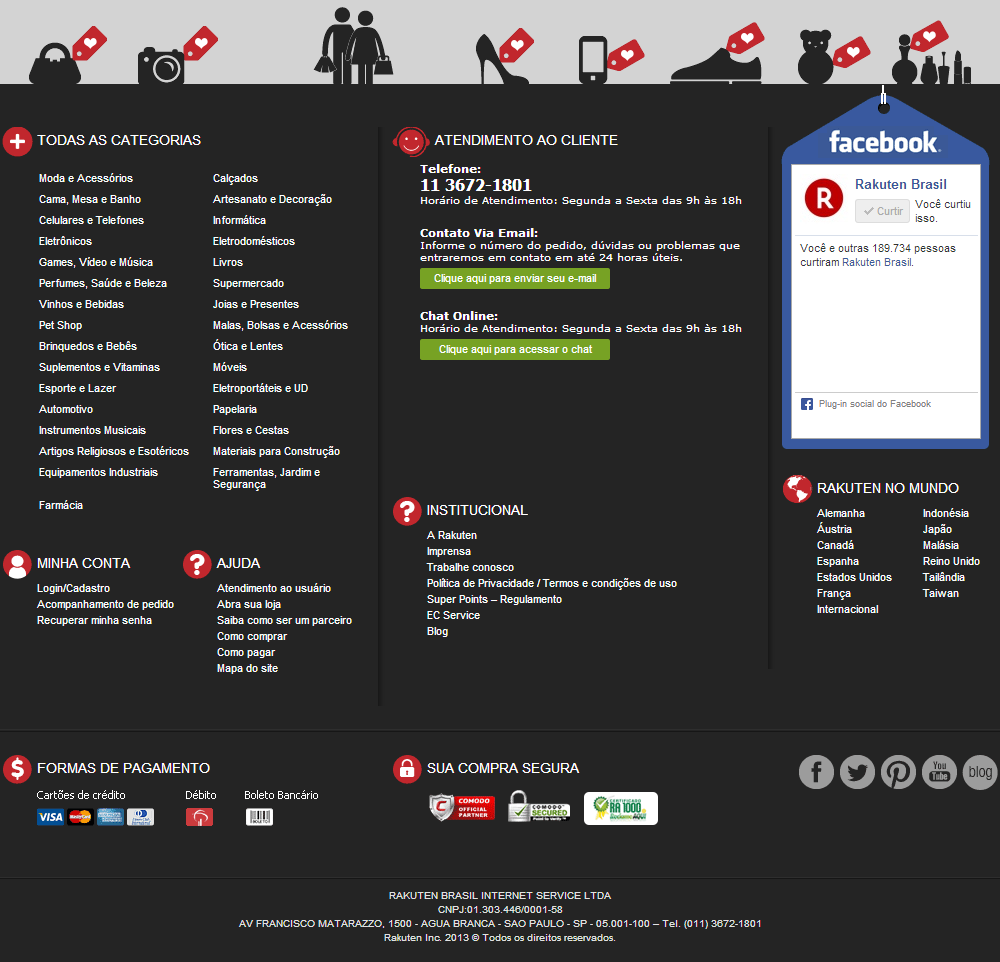 TODAS AS CATEGORIAS
Moda e Acessórios
Cama, Mesa e Banho
Celulares e Telefones
Eletrônicos
Games, Vídeo e Música
Perfumes, Saúde e Beleza
Vinhos e Bebidas
Pet Shop
Brinquedos e Bebês
Suplementos e Vitaminas
Esporte e Lazer
Automotivo
Instrumentos Musicais
Artigos Religiosos e Esotéricos
Equipamentos Industriais
Farmácia
Calçados
Artesanato e Decoração
Informática
Eletrodomésticos
Livros
Supermercado
Joias e Presentes
Malas, Bolsas e Acessórios
Ótica e Lentes
Móveis
Eletroportáteis e UD
Papelaria
Flores e Cestas
Materiais para Construção
Ferramentas, Jardim e
Segurança
MINHA CONTA
Login/Cadastro
Acompanhamento de pedido
Recuperar minha senha
AJUDA
Atendimento ao usuário
Abra sua loja
Saiba como ser um parceiro
Como comprar
Como pagar
Mapa do site
ATENDIMENTO AO CLIENTE
Telefone:
11 3672-1801
Horário de Atendimento: Segunda a Sexta das 9h às 18h
Contato Via Email:
Informe o número do pedido, dúvidas ou problemas que
entraremos em contato em até 24 horas úteis.
Clique aqui para enviar seu e-mail
Chat Online:
Horário de Atendimento: Segunda a Sexta das 9h às 18h
Clique aqui para acessar o chat
INSTITUCIONAL
A Rakuten
Imprensa
Trabalhe conosco
Política de Privacidade / Termos e condições de uso
Super Points – Regulamento
EC Service
Blog
facebook
R
Rakuten Brasil
Curtir
Você curtiu
isso.
Você e outras 189.734 pessoas
curtiram Rakuten Brasil.
Plug-in social do Facebook
RAKUTEN NO MUNDO
Alemanha
Áustria
Canadá
Espanha
Estados Unidos
França
Internacional
Indonésia
Japão
Malásia
Reino Unido
Tailândia
Taiwan
FORMAS DE PAGAMENTO
Cartões de crédito
Débito
Boleto Bancário
VISA
MasterCard
BOLETO
SUA COMPRA SEGURA
COMODO
OFFICIAL
PARTNER
COMODO
SECURED
CERTIFICADO
RA 1000
Reclame AQUI
You
Tube
blog
RAKUTEN BRASIL INTERNET SERVICE LTDA
CNPJ:01.303.446/0001-58
AV FRANCISCO MATARAZZO, 1500 - AGUA BRANCA - SAO PAULO - SP - 05.001-100 – Tel. (011) 3672-1801
Rakuten Inc. 2013 © Todos os direitos reservados.